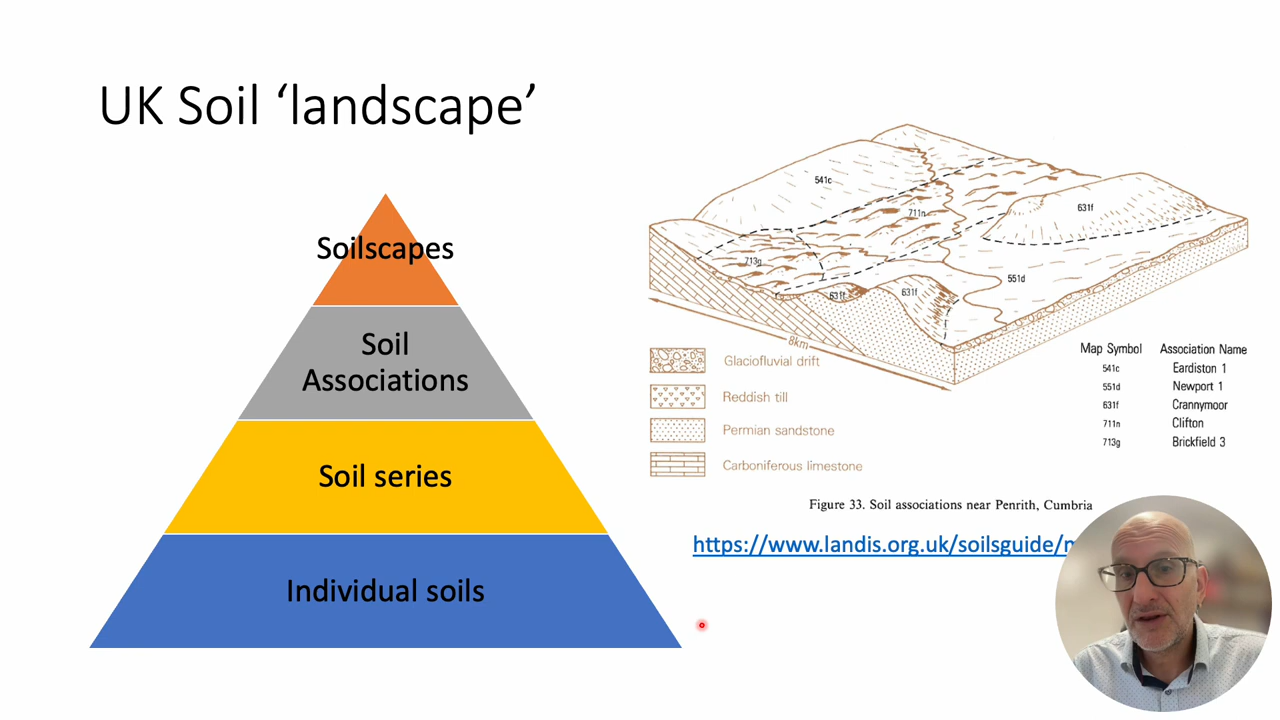 UK Soil ‘landscape’
Soilscapes
Soil
Associations
Soil series
Individual soils
541c
711n
631f
713g
551d
631f
631f
8km
Glaciofluvial drift
Reddish till
Permian sandstone
Carboniferous limestone
Map Symbol Association Name
541c Eardiston 1
551d Newport 1
631f Crannymoor
711n Clifton
713g Brickfield 3
Figure 33. Soil associations near Penrith, Cumbria
https://www.landis.org.uk/soilsguide/